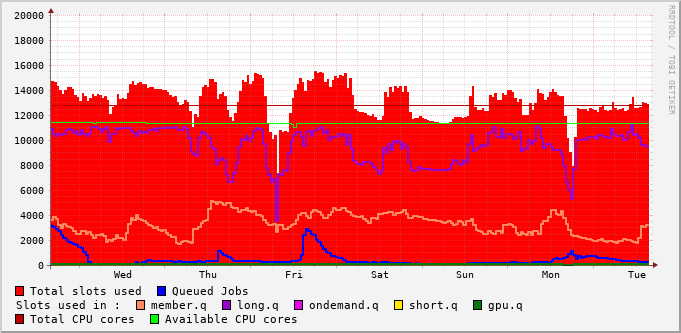 RRDTOOL / TOBI OETIKER
20000
18000
16000
14000
12000
10000
8000
6000
4000
2000
0
Wed Thu Fri Sat Sun Mon Tue
Total slots used Queued Jobs
Slots used in : member.q long.q ondemand.q short.q gpu.q
Total CPU cores Available CPU cores